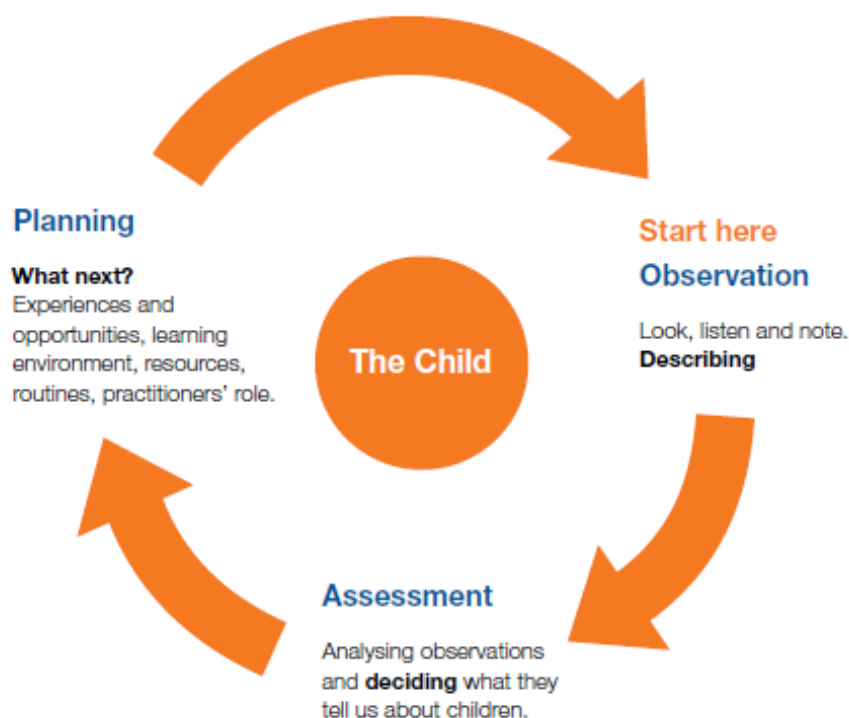 Planning
What next?
Experiences and
opportunities, learning
environment, resources,
routines, practitioners' role.
The Child
Start here
Observation
Look, listen and note.
Describing
Assessment
Analysing observations
and deciding what they
tell us about children.